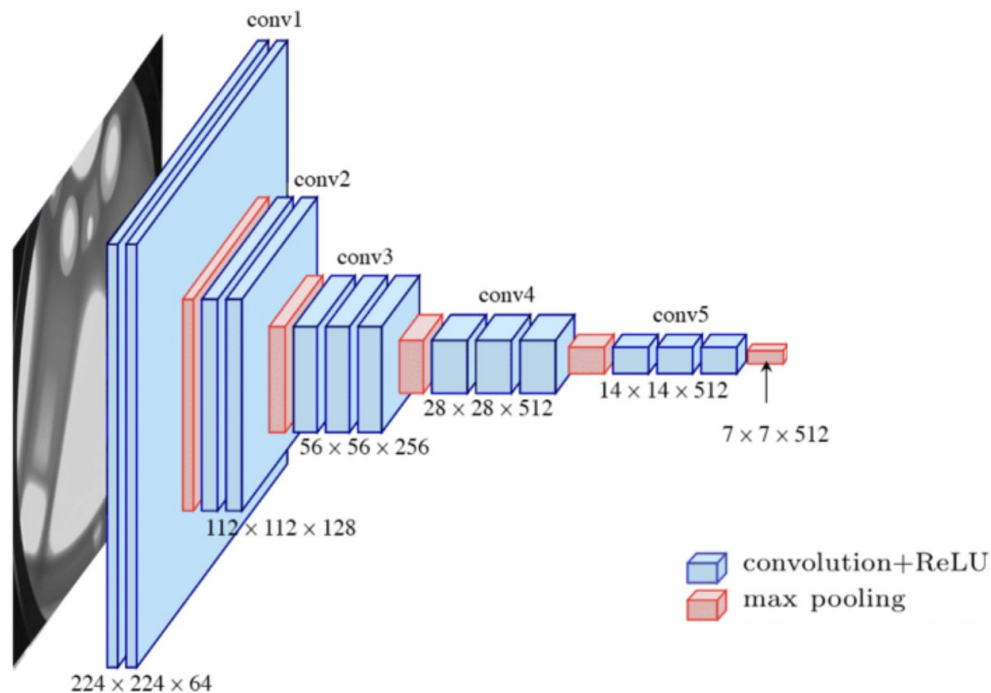 conv1
conv2
conv3
conv4
conv5
14 × 14 × 512
28 × 28 × 512
7 × 7 × 512
56 × 56 × 256
112 × 112 × 128
convolution+ReLU
max pooling
224 × 224 × 64